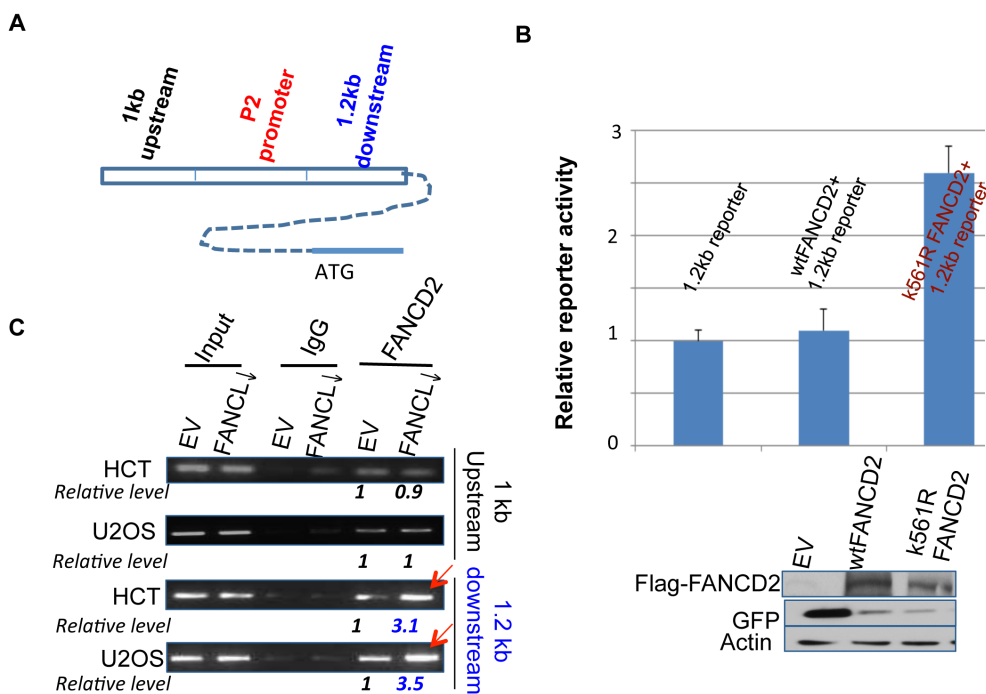 A
1kb
upstream
P2
promoter
1.2kb
downstream
ATG
B
Relative reporter activity
3
2
1
0
1.2kb reporter
wtFANCD2+
1.2kb reporter
k561R FANCD2+
1.2kb reporter
EV
wtFANCD2
k561R
FANCD2
Flag-FANCD2
GFP
Actin
C
Input
IgG
FANCD2
EV
FANCL↓
EV
FANCL↓
EV
FANCL↓
HCT
Relative level
1
0.9
U2OS
Relative level
1
1
1 kb
Upstream
HCT
Relative level
1
3.1
U2OS
Relative level
1
3.5
1.2 kb
downstream